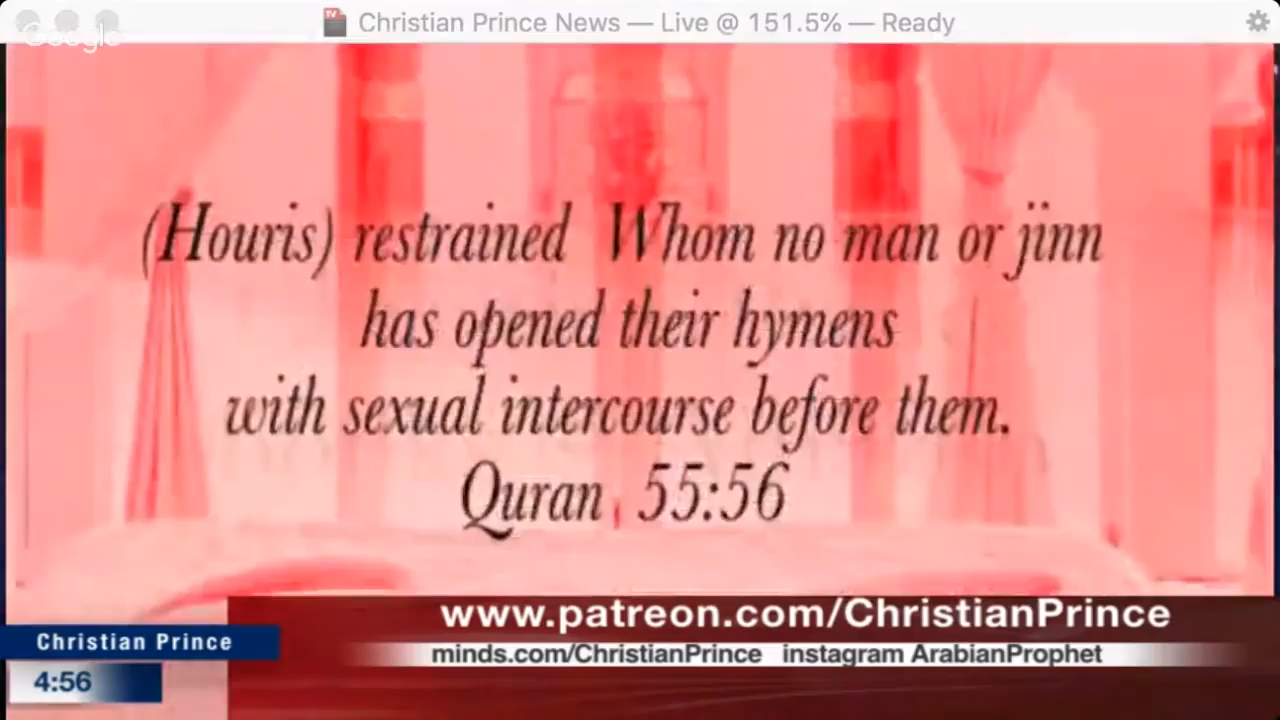 Christian Prince News — Live @ 151.5% — Ready
Google
(Houris) restrained Whom no man or jinn
has opened their hymens
with sexual intercourse before them.
Quran 55:56
www.patreon.com/ChristianPrince
Christian Prince
minds.com/ChristianPrince instagram ArabianProphet
4:56